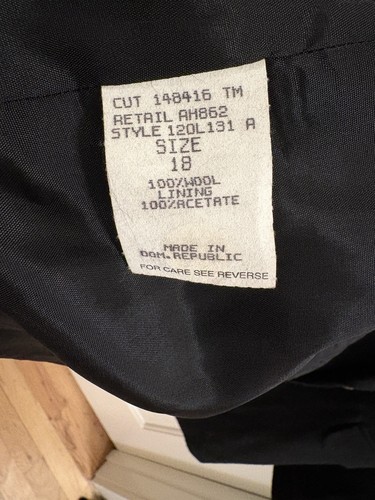 CUT 148416 TM
RETAIL AH862
STYLE 120L131 A
SIZE
18
100%WOOL
LINING
100%ACETATE
MADE IN
DOM.REPUBLIC
FOR CARE SEE REVERSE